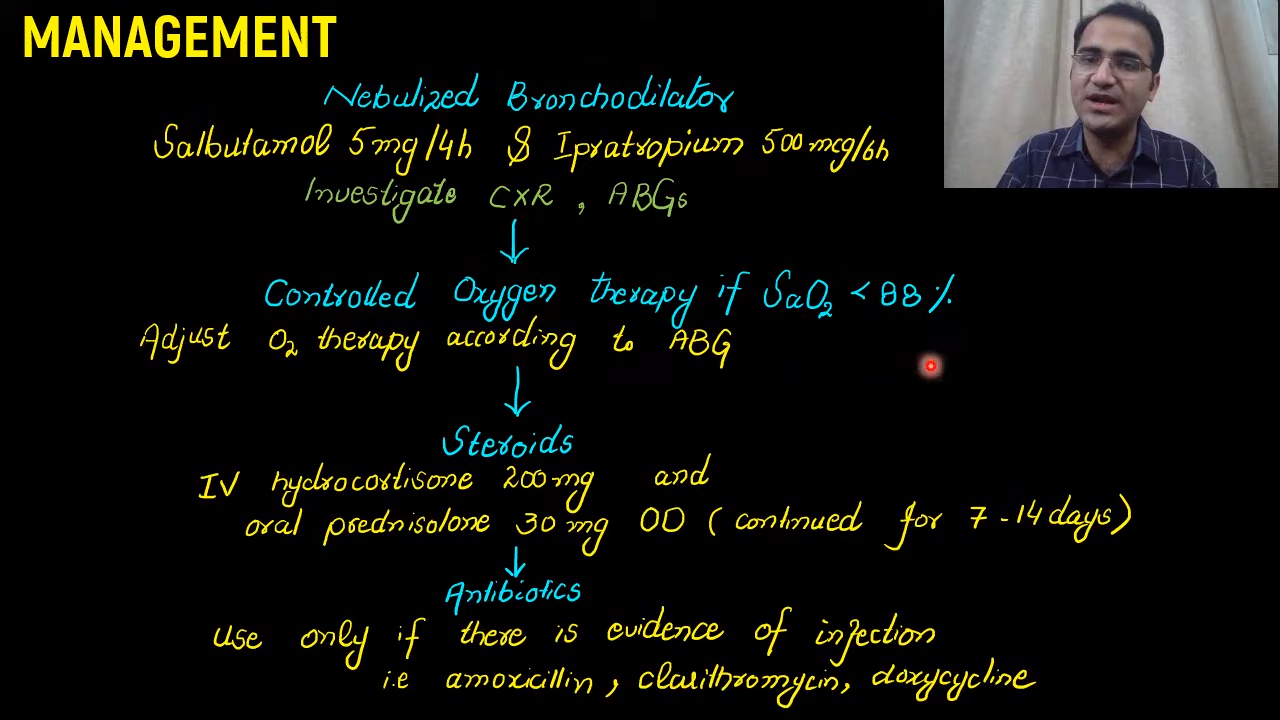 MANAGEMENT
Nebulized Bronchodilator
Salbutamol 5mg/4h & Ipratropium 500mcg/6h
Investigate CXR, ABGs
Controlled Oxygen therapy if SaO₂ < 88%
Adjust O₂ therapy according to ABG
Steroids
IV hydrocortisone 200mg and
oral prednisolone 30mg OD (continued for 7-14 days)
Antibiotics
use only if there is evidence of infection
i.e amoxicillin, clarithromycin, doxycycline